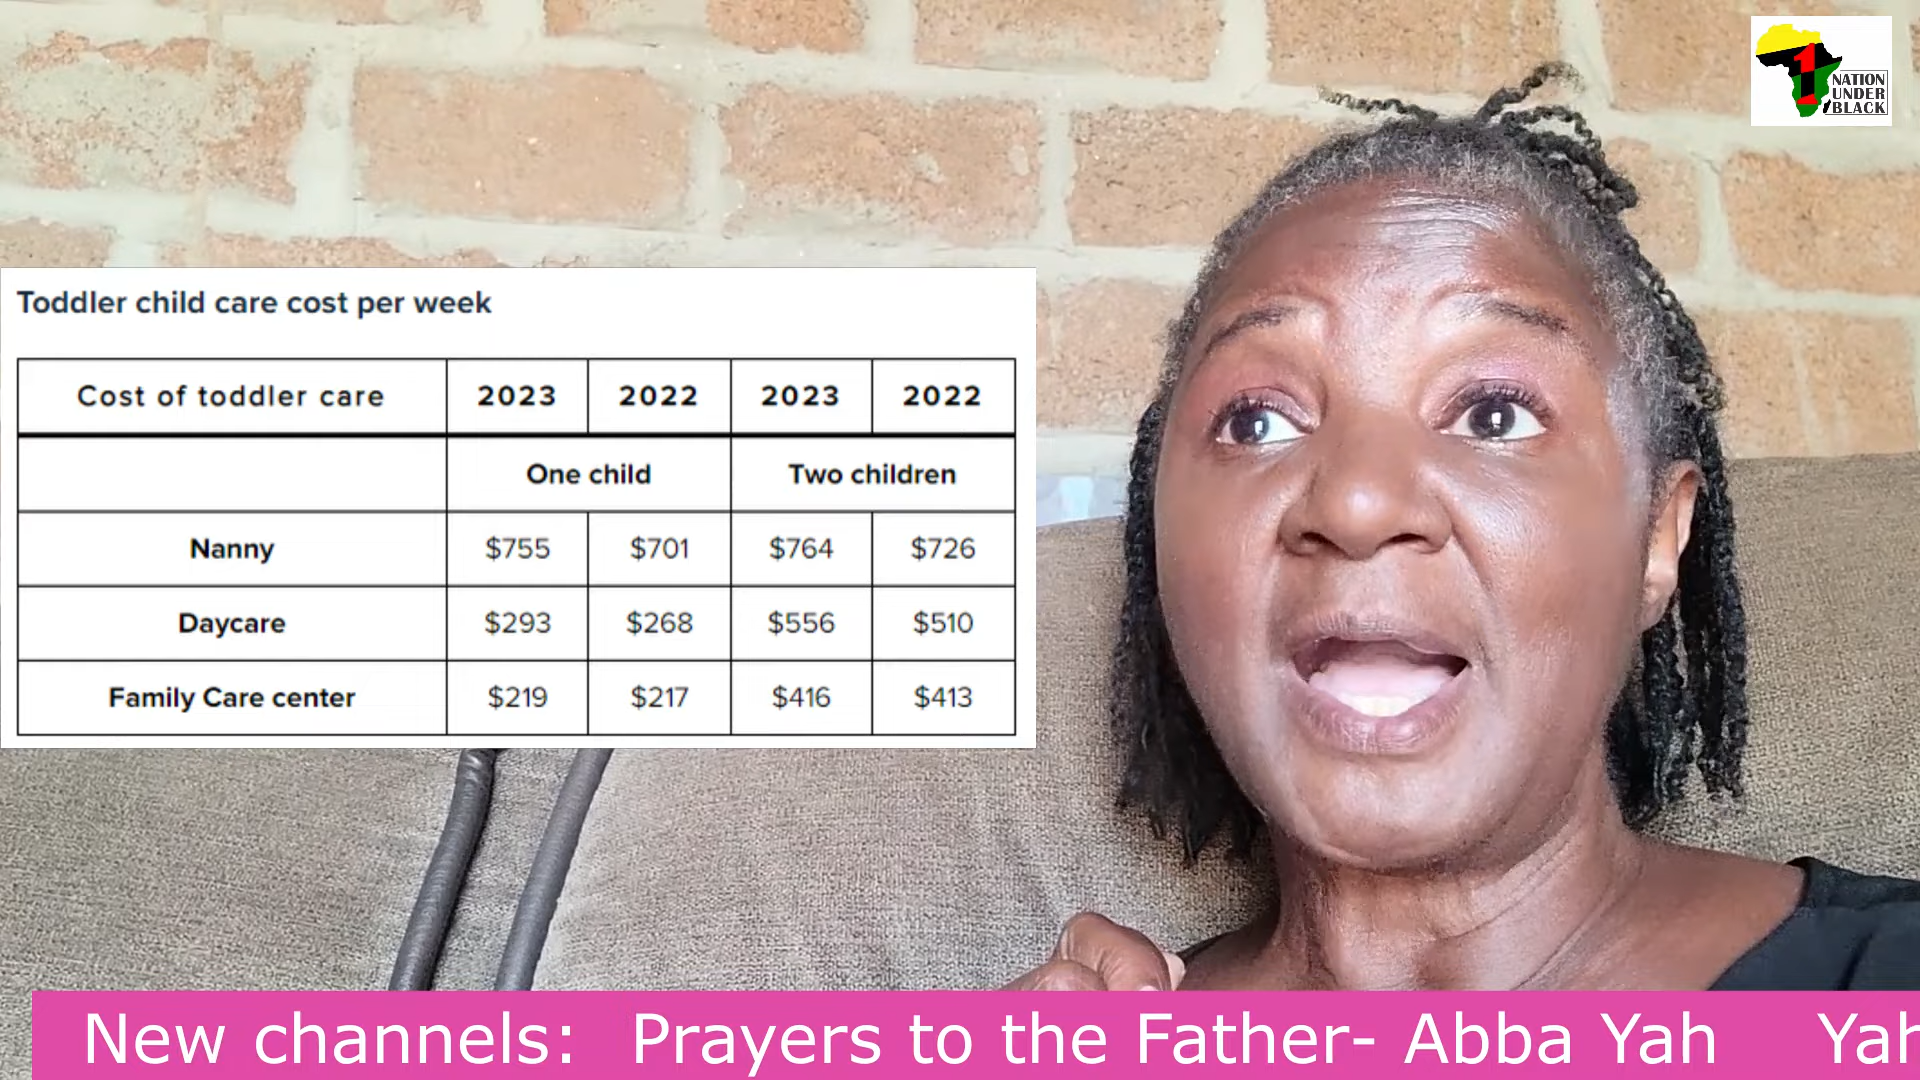 1
NATION
UNDER
BLACK
Toddler child care cost per week
Cost of toddler care 2023 2022 2023 2022
One child Two children
Nanny $755 $701 $764 $726
Daycare $293 $268 $556 $510
Family Care center $219 $217 $416 $413
New channels: Prayers to the Father- Abba Yah Yah